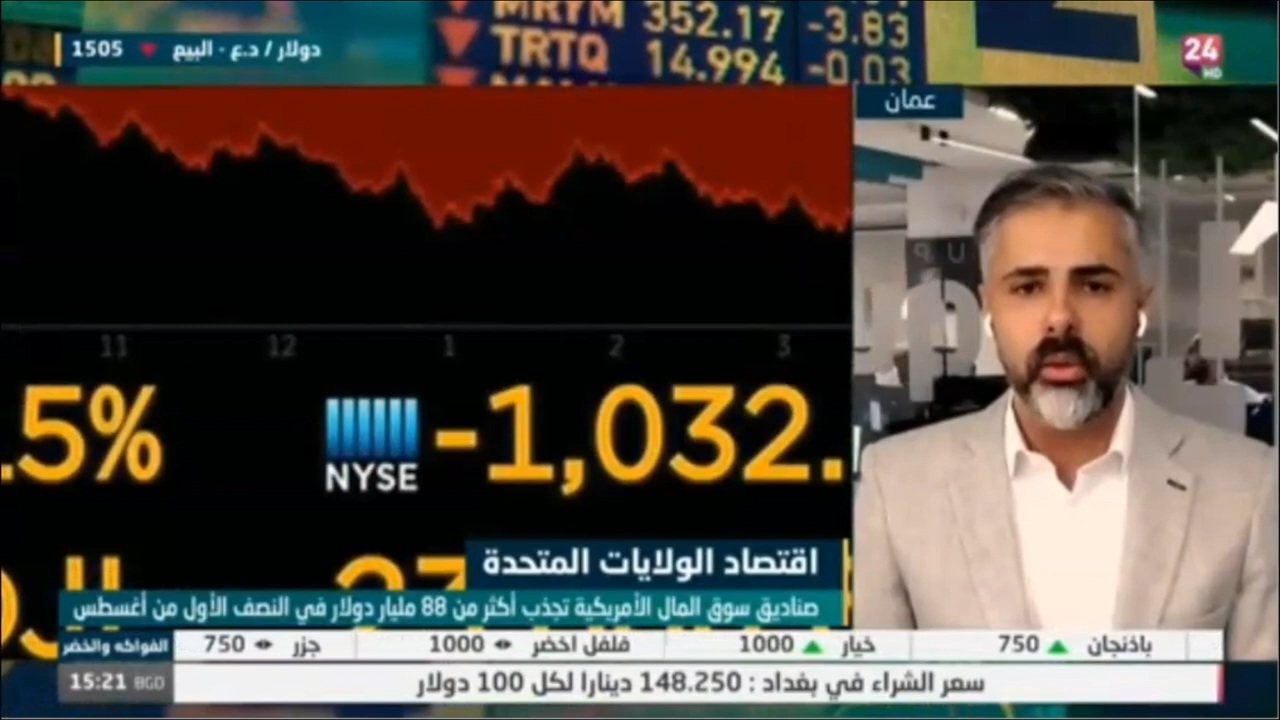 MRYM 352.17 -3.83
TRTQ 14.994 -0.03
دولار / د.ع - البيع 1505
24
HD
عمان
11 12 1 2 3
.5% NYSE -1,032.
اقتصاد الولايات المتحدة
صناديق سوق المال الأمريكية تجذب أكثر من 88 مليار دولار في النصف الأول من أغسطس
الفواكه والخضر
باذنجان 750 خيار 1000 فلفل اخضر 1000 جزر 750
15:21 BGD
سعر الشراء في بغداد : 148.250 دينارا لكل 100 دولار